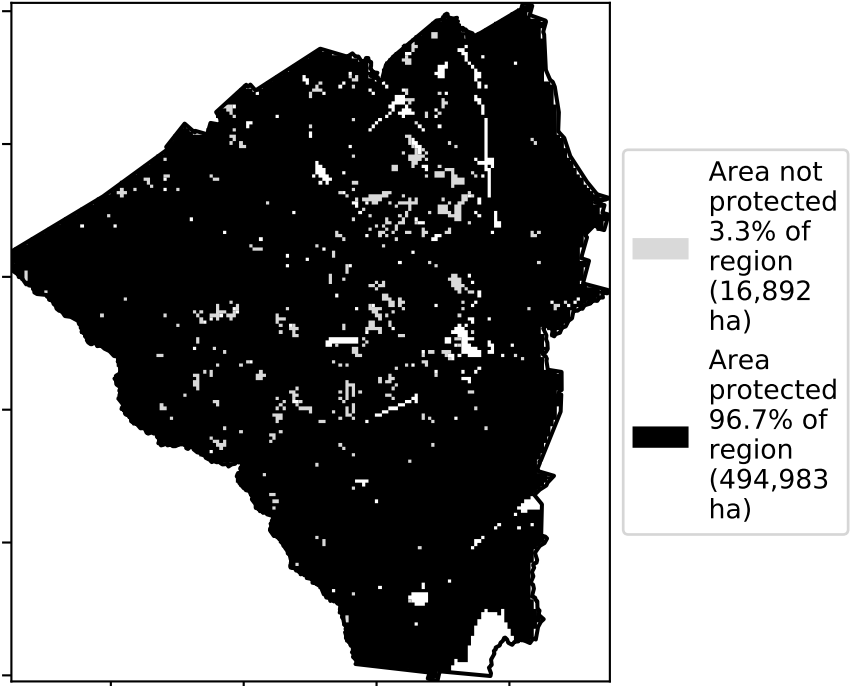 Area not
protected
3.3% of
region
(16,892
ha)
Area
protected
96.7% of
region
(494,983
ha)